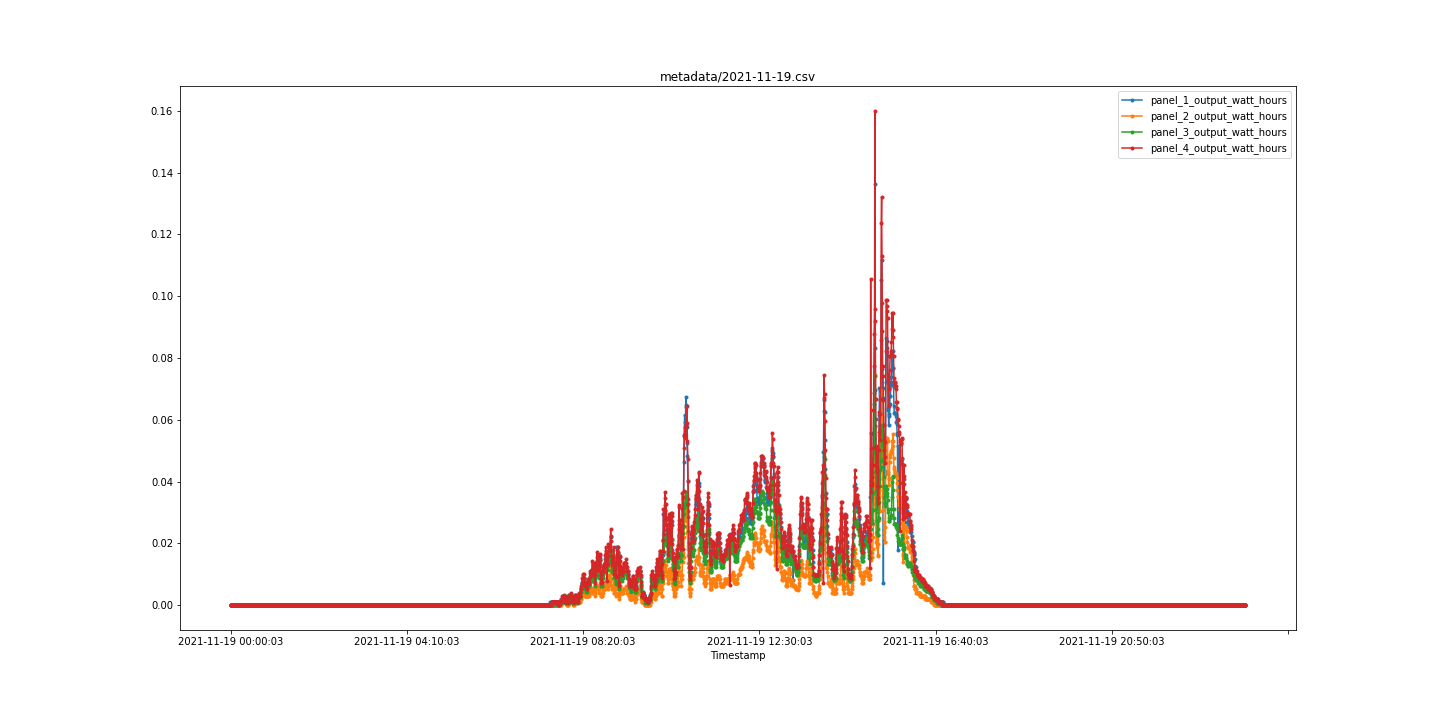 metadata/2021-11-19.csv
panel_1_output_watt_hours
panel_2_output_watt_hours
panel_3_output_watt_hours
panel_4_output_watt_hours
0.16
0.14
0.12
0.10
0.08
0.06
0.04
0.02
0.00
2021-11-19 00:00:03 2021-11-19 04:10:03 2021-11-19 08:20:03 2021-11-19 12:30:03 2021-11-19 16:40:03 2021-11-19 20:50:03
Timestamp